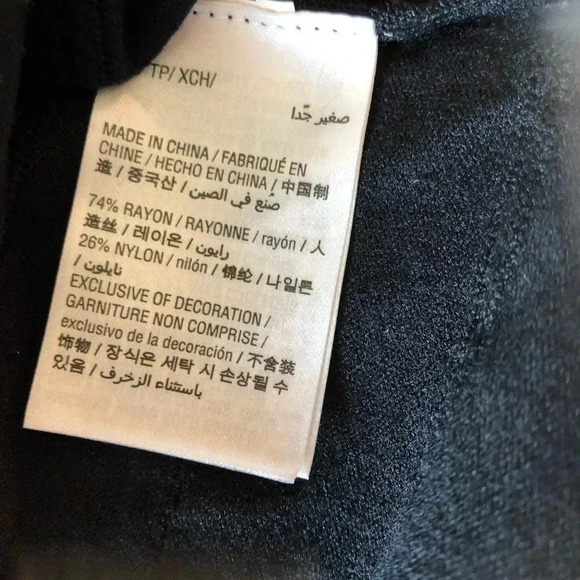 TP/ XCH/
صغير جّدا
MADE IN CHINA / FABRIQUÉ EN
CHINE / HECHO EN CHINA / 中国制
造 / 중국산 / صُنع في الصين
74% RAYON / RAYONNE / rayón / 人
造丝 / 레이온 / رايون
26% NYLON / nilón / 锦纶 / 나일론
/ نايلون
EXCLUSIVE OF DECORATION /
GARNITURE NON COMPRISE /
exclusivo de la decoración / 不含装
饰物 / 장식은 세탁 시 손상될 수
있음 / باستثناء الزخرف